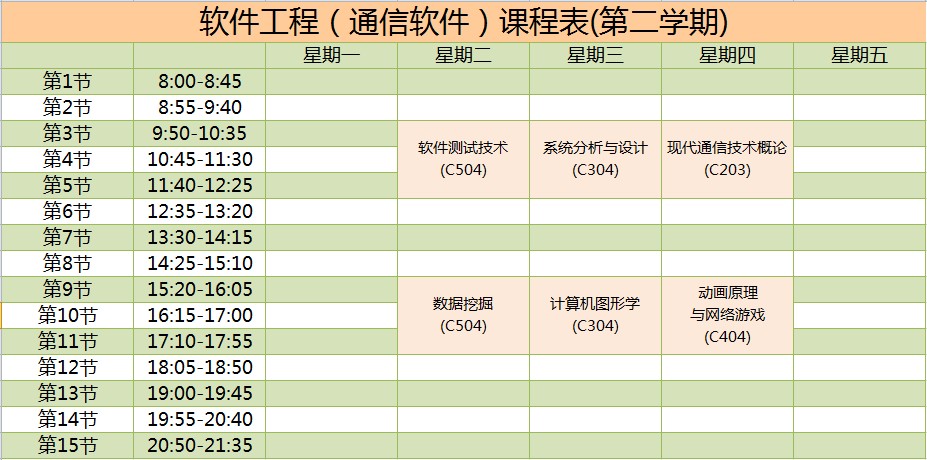 软件工程（通信软件）课程表(第二学期)
星期一 星期二 星期三 星期四 星期五
第1节 8:00-8:45
第2节 8:55-9:40
第3节 9:50-10:35
第4节 10:45-11:30
第5节 11:40-12:25
软件测试技术 系统分析与设计 现代通信技术概论
(C504) (C304) (C203)
第6节 12:35-13:20
第7节 13:30-14:15
第8节 14:25-15:10
第9节 15:20-16:05
第10节 16:15-17:00
第11节 17:10-17:55
数据挖掘 计算机图形学 动画原理
与网络游戏
(C504) (C304) (C404)
第12节 18:05-18:50
第13节 19:00-19:45
第14节 19:55-20:40
第15节 20:50-21:35